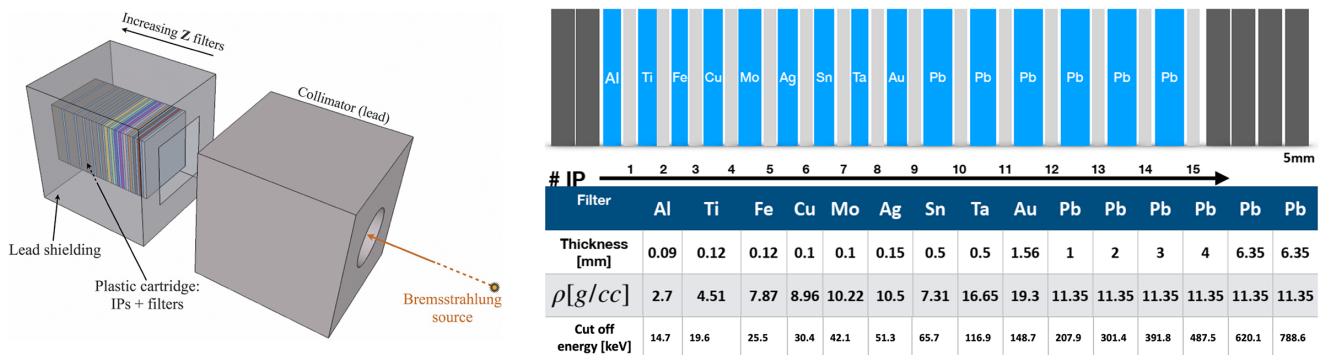 Increasing Z filters
Collimator (lead)
Lead shielding
Plastic cartridge:
IPs + filters
Bremsstrahlung
source
Al Ti Fe Cu Mo Ag Sn Ta Au Pb Pb Pb Pb Pb Pb
5mm
# IP 1 2 3 4 5 6 7 8 9 10 11 12 13 14 15
Filter Al Ti Fe Cu Mo Ag Sn Ta Au Pb Pb Pb Pb Pb Pb
Thickness
[mm] 0.09 0.12 0.12 0.1 0.1 0.15 0.5 0.5 1.56 1 2 3 4 6.35 6.35
ρ[g/cc] 2.7 4.51 7.87 8.96 10.22 10.5 7.31 16.65 19.3 11.35 11.35 11.35 11.35 11.35 11.35
Cut off
energy [keV] 14.7 19.6 25.5 30.4 42.1 51.3 65.7 116.9 148.7 207.9 301.4 391.8 487.5 620.1 788.6